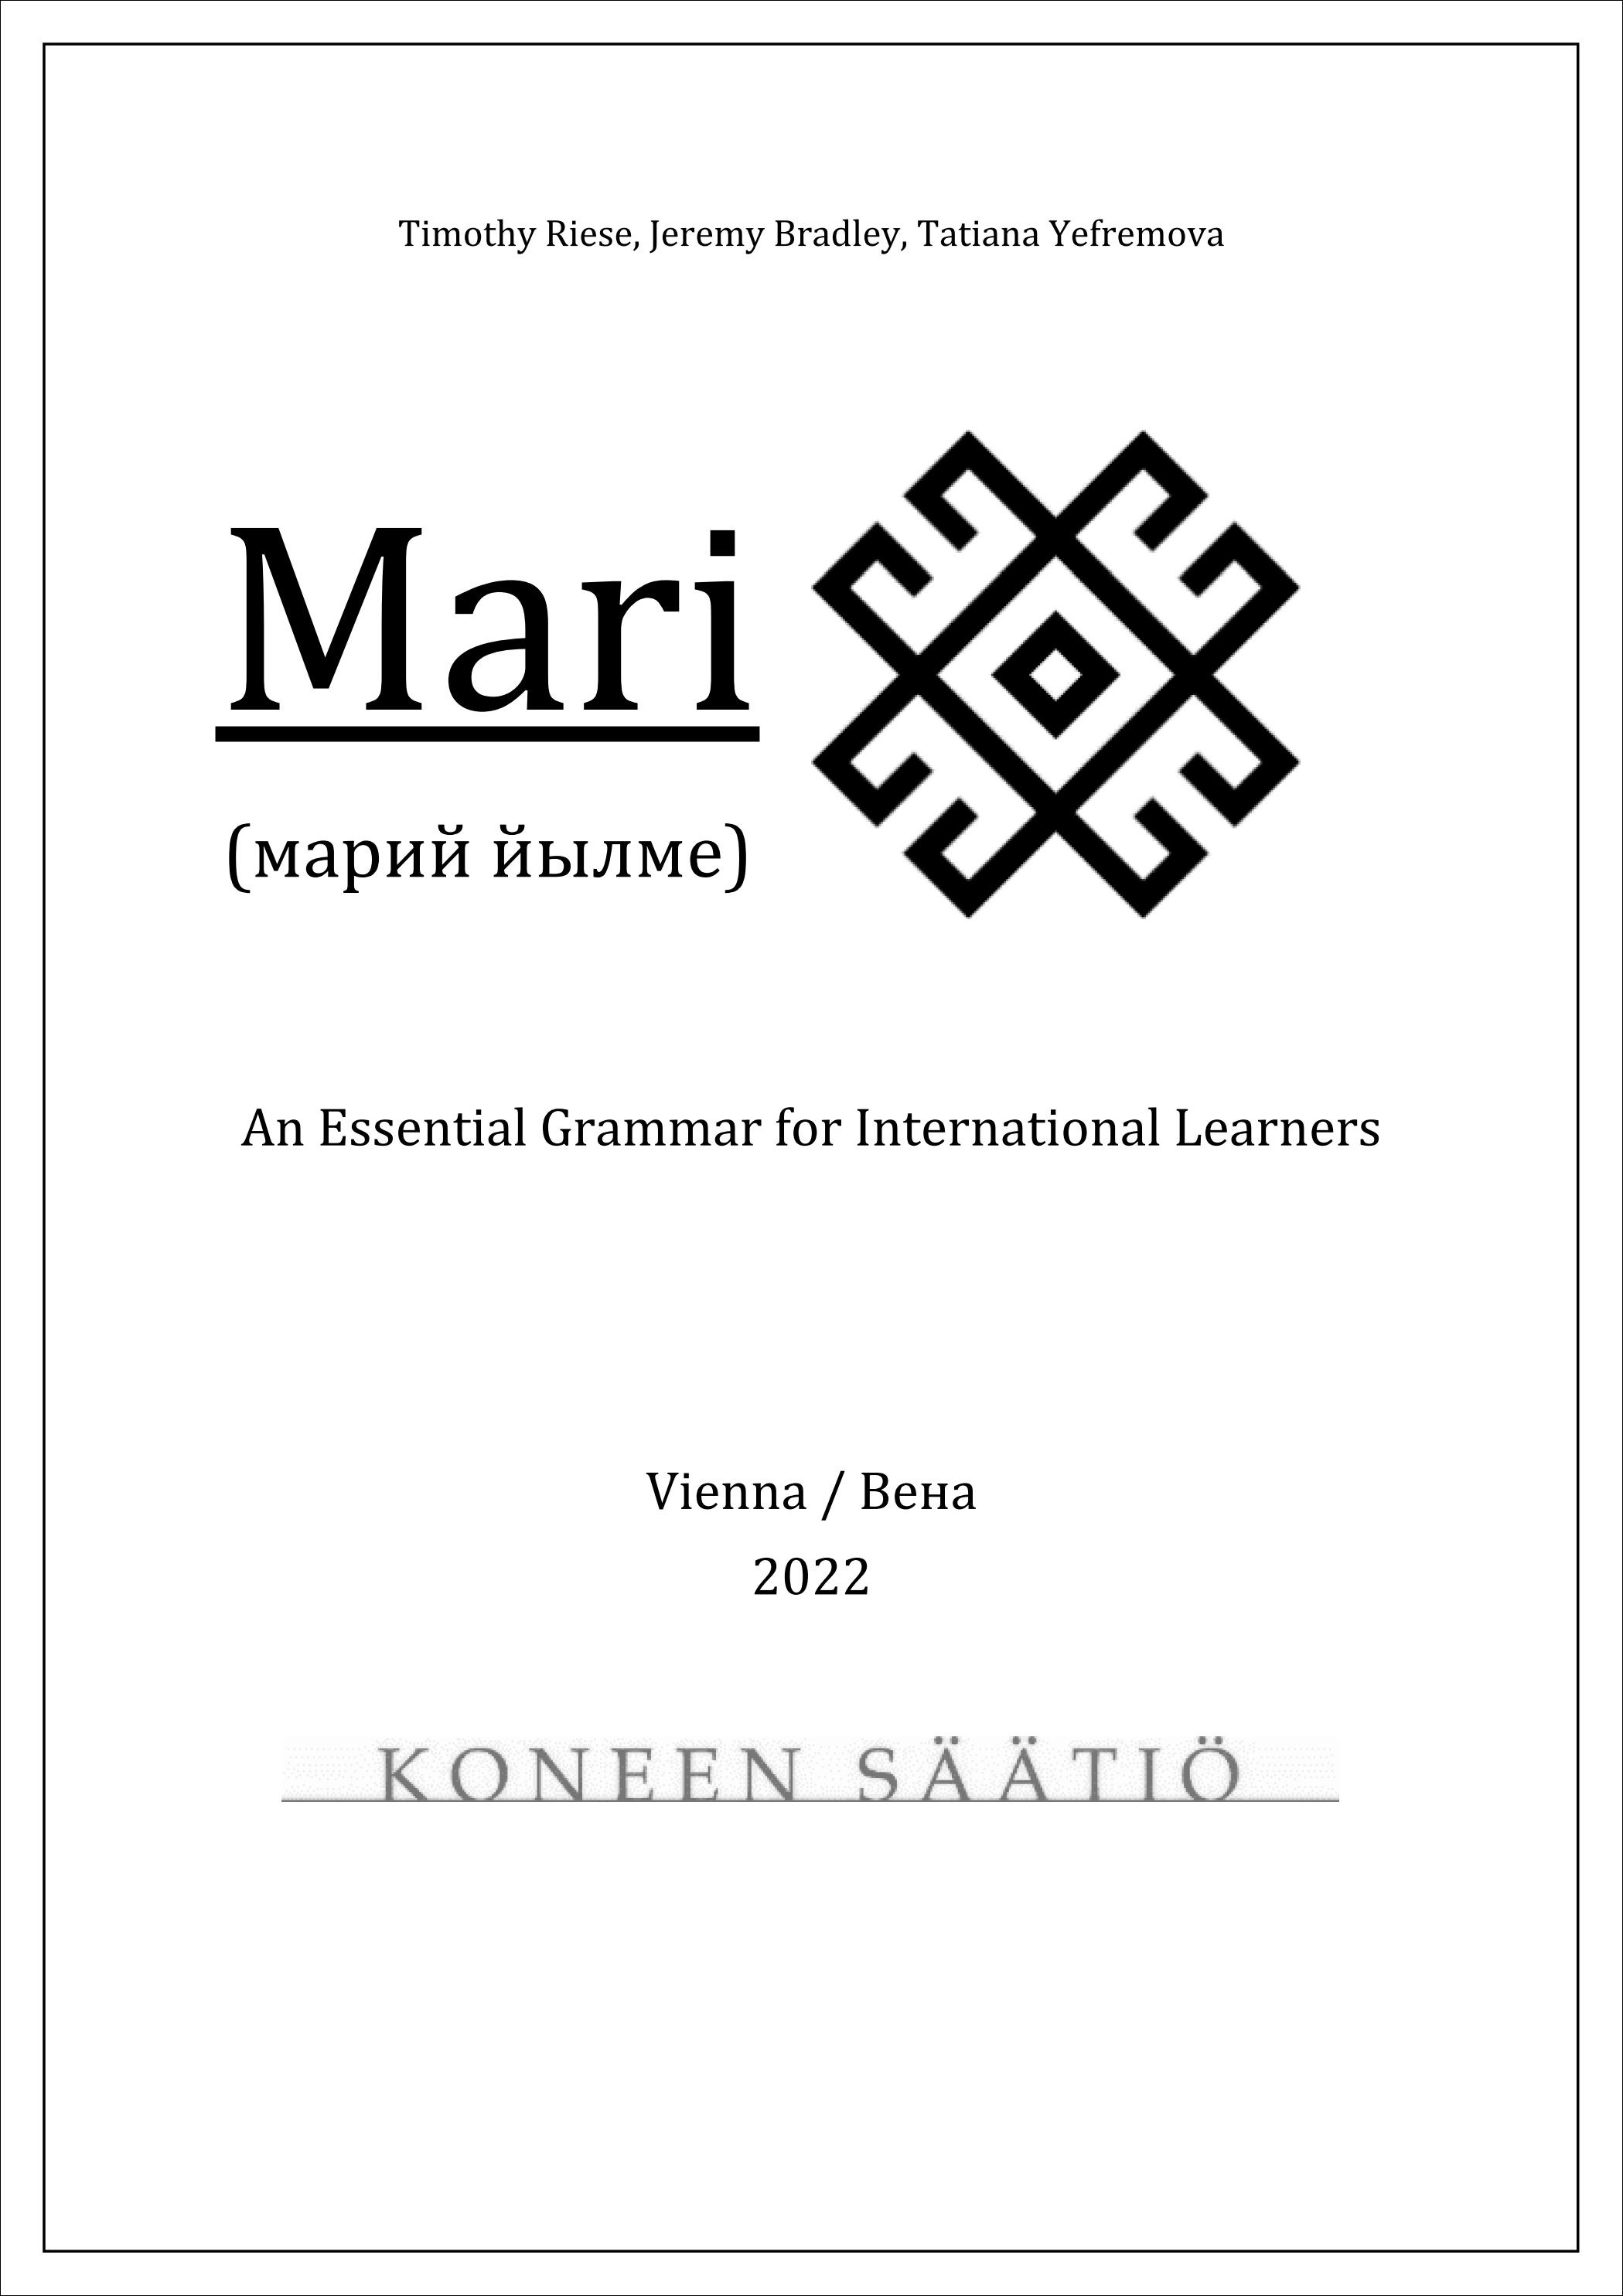 Timothy Riese, Jeremy Bradley, Tatiana Yefremova
Mari
(марий йылме)
An Essential Grammar for International Learners
Vienna / Вена
2022
KONEEN SÄÄTIÖ